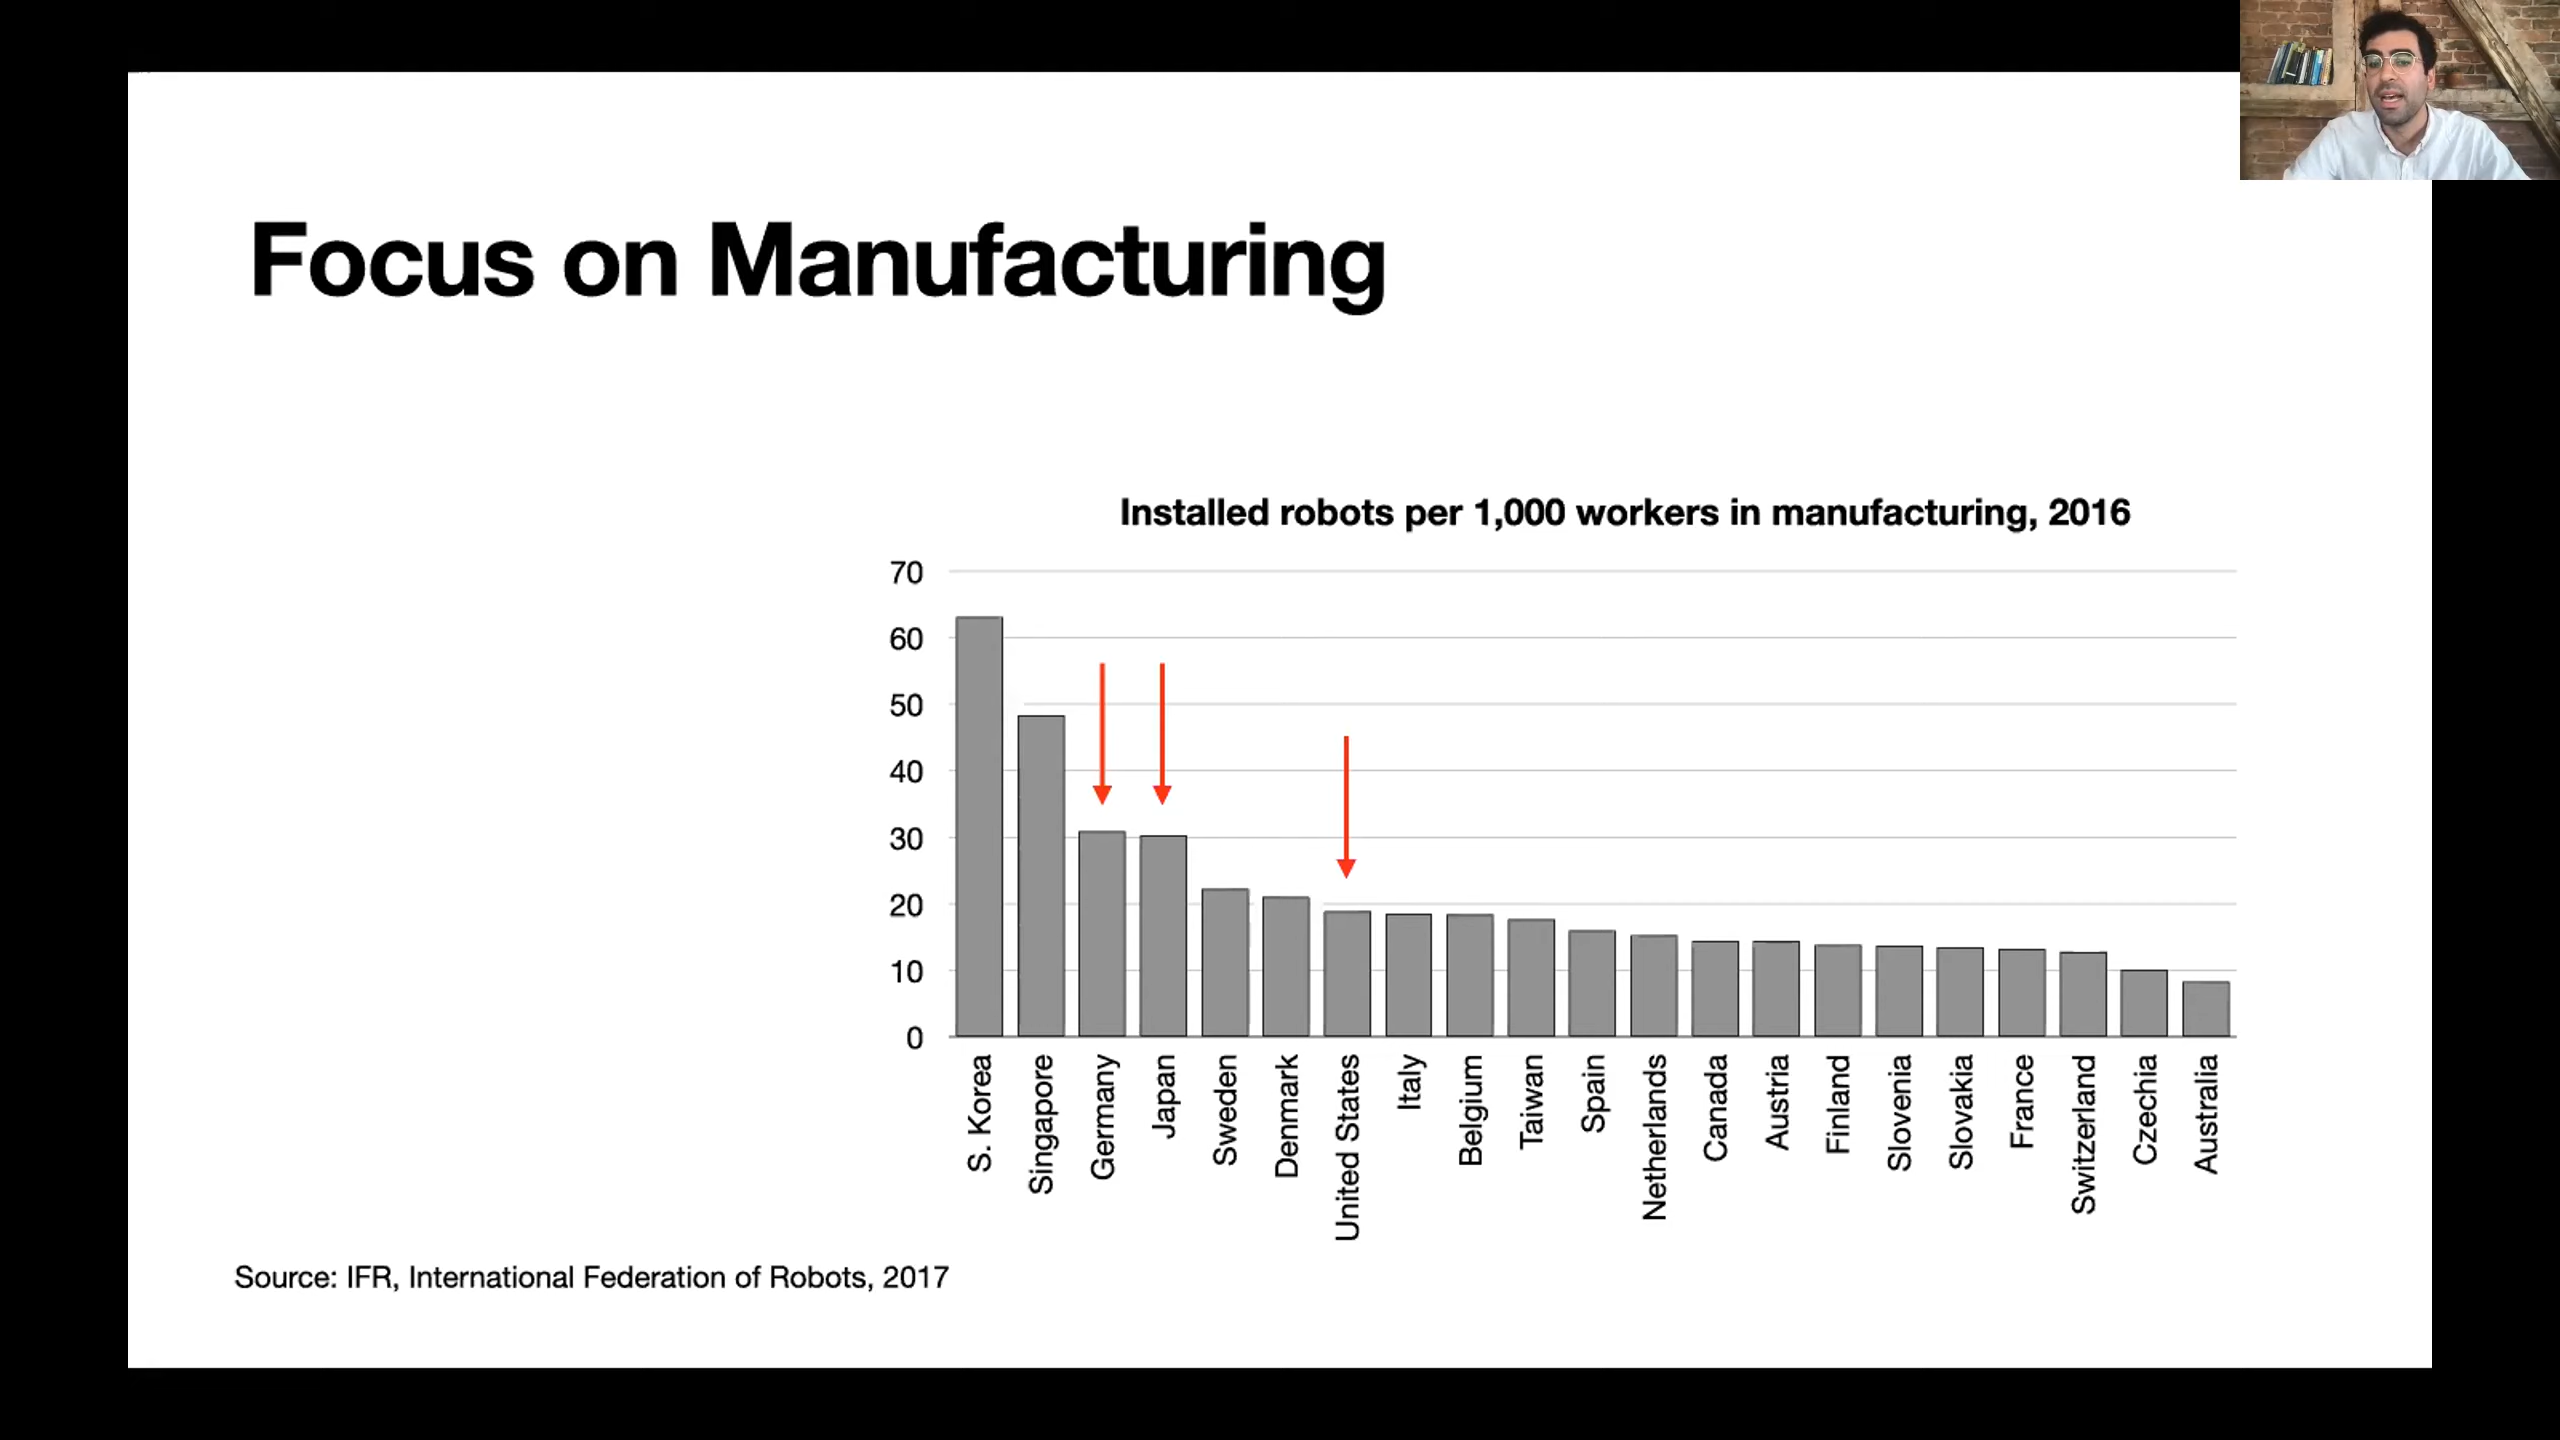 Focus on Manufacturing
Installed robots per 1,000 workers in manufacturing, 2016
70
60
50
40
30
20
10
0
S. Korea
Singapore
Germany
Japan
Sweden
Denmark
United States
Italy
Belgium
Taiwan
Spain
Netherlands
Canada
Austria
Finland
Slovenia
Slovakia
France
Switzerland
Czechia
Australia
Source: IFR, International Federation of Robots, 2017